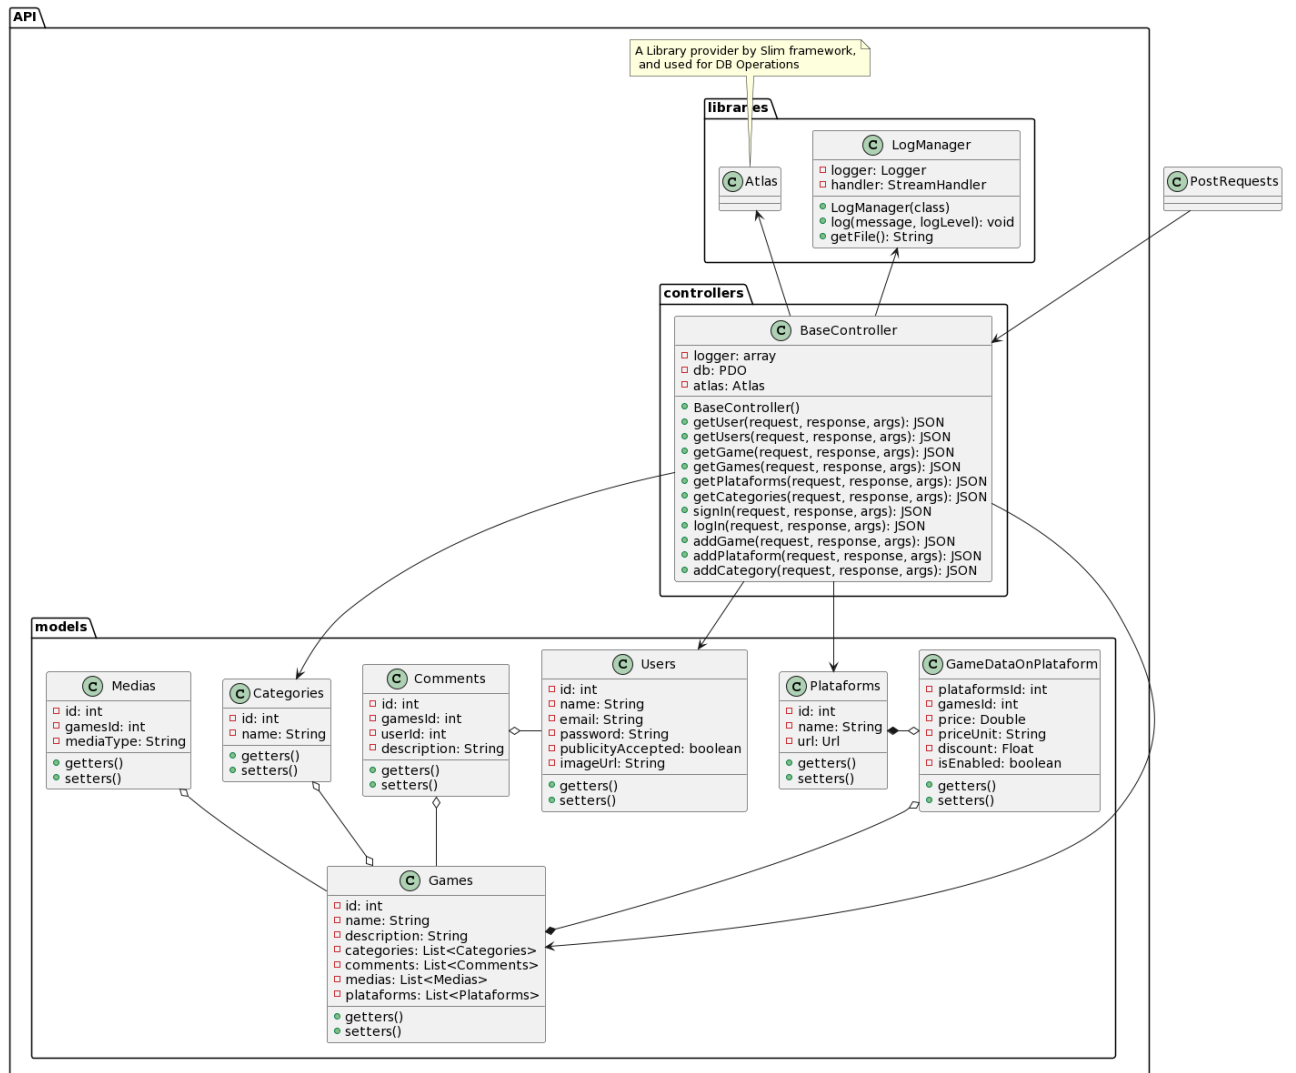 API
A Library provider by Slim framework,
and used for DB Operations
libraries
C Atlas
C LogManager
logger: Logger
handler: StreamHandler
LogManager(class)
log(message, logLevel): void
getFile(): String
C PostRequests
controllers
C BaseController
logger: array
db: PDO
atlas: Atlas
BaseController()
getUser(request, response, args): JSON
getUsers(request, response, args): JSON
getGame(request, response, args): JSON
getGames(request, response, args): JSON
getPlataforms(request, response, args): JSON
getCategories(request, response, args): JSON
signIn(request, response, args): JSON
logIn(request, response, args): JSON
addGame(request, response, args): JSON
addPlataform(request, response, args): JSON
addCategory(request, response, args): JSON
models
C Medias
id: int
gamesId: int
mediaType: String
getters()
setters()
C Categories
id: int
name: String
getters()
setters()
C Comments
id: int
gamesId: int
userId: int
description: String
getters()
setters()
C Users
id: int
name: String
email: String
password: String
publicityAccepted: boolean
imageUrl: String
getters()
setters()
C Plataforms
id: int
name: String
url: Url
getters()
setters()
C GameDataOnPlataform
plataformsId: int
gamesId: int
price: Double
priceUnit: String
discount: Float
isEnabled: boolean
getters()
setters()
C Games
id: int
name: String
description: String
categories: List<Categories>
comments: List<Comments>
medias: List<Medias>
plataforms: List<Plataforms>
getters()
setters()